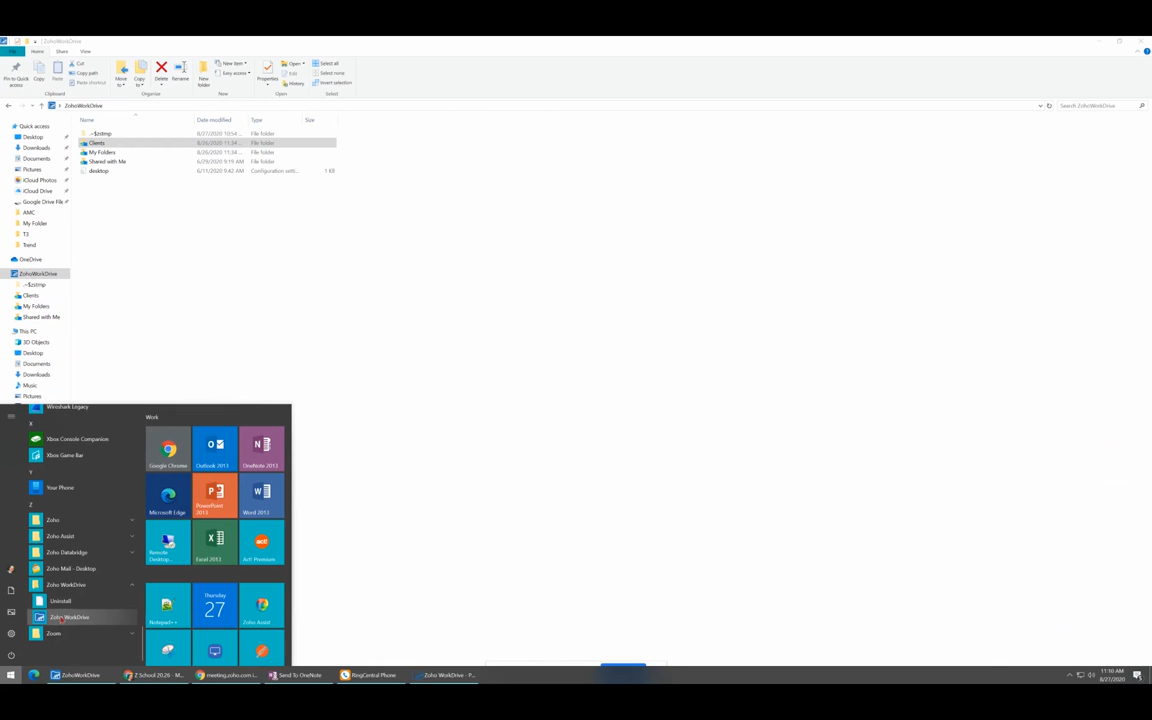 ZohoWorkDrive
File Home Share View
Pin to Quick access
Copy
Paste
Cut
Copy path
Paste shortcut
Move to
Copy to
Delete
Rename
New folder
New item
Easy access
Properties
Open
Edit
History
Select all
Select none
Invert selection
Clipboard Organize New Open Select
ZohoWorkDrive
Search ZohoWorkDrive
Name Date modified Type Size
.~$zstmp 8/27/2020 10:54 ... File folder
Clients 8/26/2020 11:34 ... File folder
My Folders 8/26/2020 11:34 ... File folder
Shared with Me 6/29/2020 9:19 AM File folder
desktop 6/11/2020 9:42 AM Configuration setti... 1 KB
Quick access
Desktop
Downloads
Documents
Pictures
iCloud Photos
iCloud Drive
Google Drive File
AMC
My Folder
T3
Trend
OneDrive
ZohoWorkDrive
.~$zstmp
Clients
My Folders
Shared with Me
This PC
3D Objects
Desktop
Documents
Downloads
Music
Pictures
Wireshark Legacy
X
Xbox Console Companion
Xbox Game Bar
Y
Your Phone
Z
Zoho
Zoho Assist
Zoho Databridge
Zoho Mail - Desktop
Zoho WorkDrive
Uninstall
Zoho WorkDrive
Zoom
Work
Google Chrome
Outlook 2013
OneNote 2013
Microsoft Edge
PowerPoint 2013
Word 2013
Remote Desktop...
Excel 2013
act!
Act! Premium
Notepad++
Thursday
27
Zoho Assist
ZohoWorkDrive
Z School 20.26 - M...
meeting.zoho.com i...
Send To OneNote
RingCentral Phone
Zoho WorkDrive - P...
11:10 AM
8/27/2020